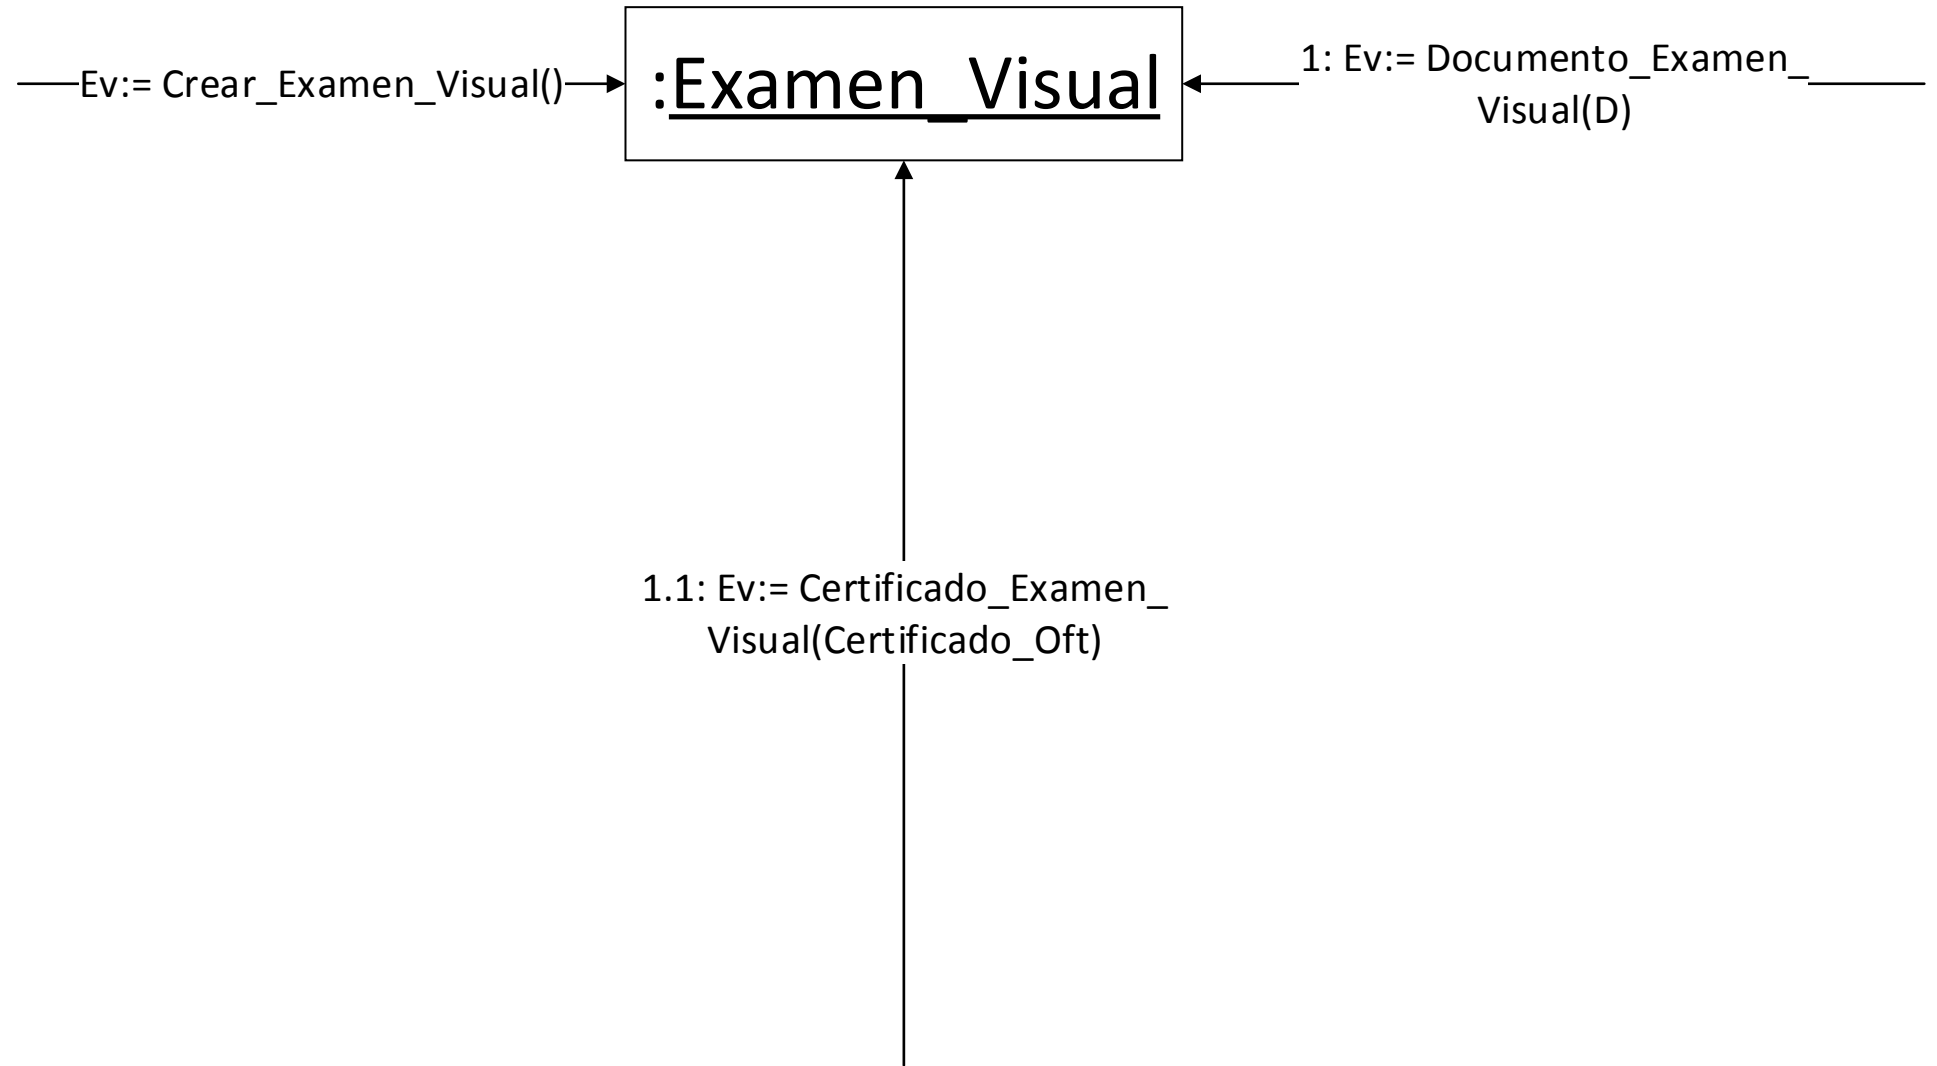 Ev:= Crear_Examen_Visual()
:Examen_Visual
1: Ev:= Documento_Examen_
Visual(D)
1.1: Ev:= Certificado_Examen_
Visual(Certificado_Oft)